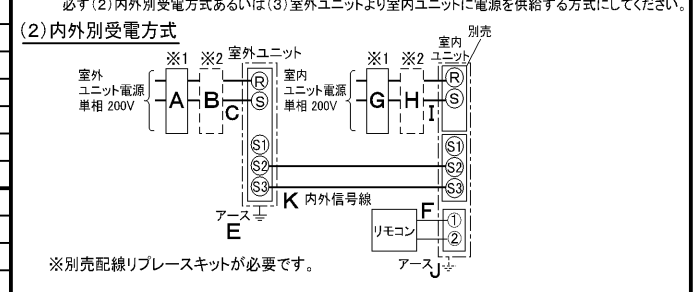 必ず(2)内外別受電方式あるいは(3)室外ユニットより室内ユニットに電源を供給する方式にしてください。
(2)内外別受電方式
別売
※1 ※2 室外ユニット
※1 ※2 室内ユニット
室外
ユニット電源
単相 200V
A B C
R
S
室内
ユニット電源
単相 200V
G H I
R
S
S1
S2
S3
S1
S2
S3
K 内外信号線
アース
E
リモコン
F
①
②
アース J
※別売配線リプレースキットが必要です。